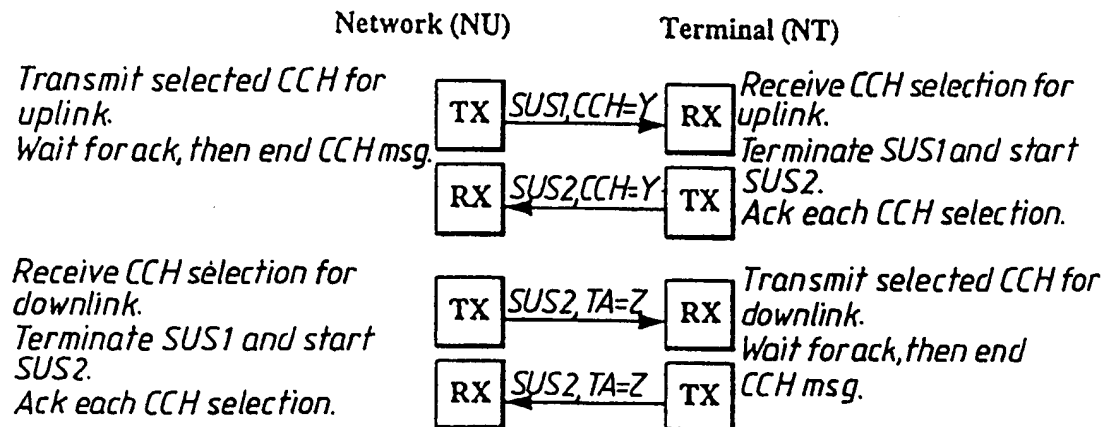 Network (NU) Terminal (NT)
Transmit selected CCH for
uplink.
Wait for ack, then end CCH msg.
TX SUS1,CCH=Y RX
RX SUS2,CCH=Y TX
Receive CCH selection for
uplink.
Terminate SUS1 and start
SUS2.
Ack each CCH selection.
Receive CCH selection for
downlink.
Terminate SUS1 and start
SUS2.
Ack each CCH selection.
TX SUS2, TA=Z RX
RX SUS2, TA=Z TX
Transmit selected CCH for
downlink.
Wait for ack, then end
CCH msg.